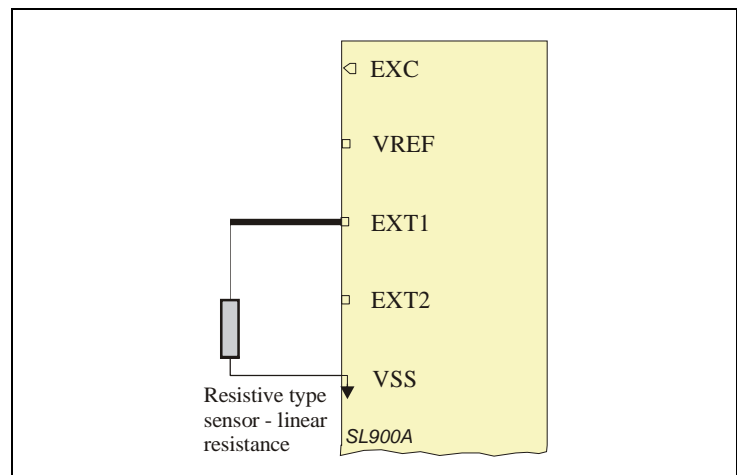 EXC
VREF
EXT1
EXT2
VSS
Resistive type
sensor - linear
resistance
SL900A